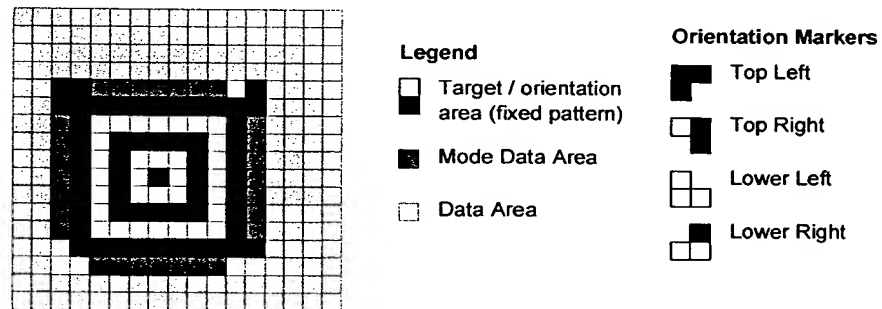 Legend
Target / orientation
area (fixed pattern)
Mode Data Area
Data Area
Orientation Markers
Top Left
Top Right
Lower Left
Lower Right